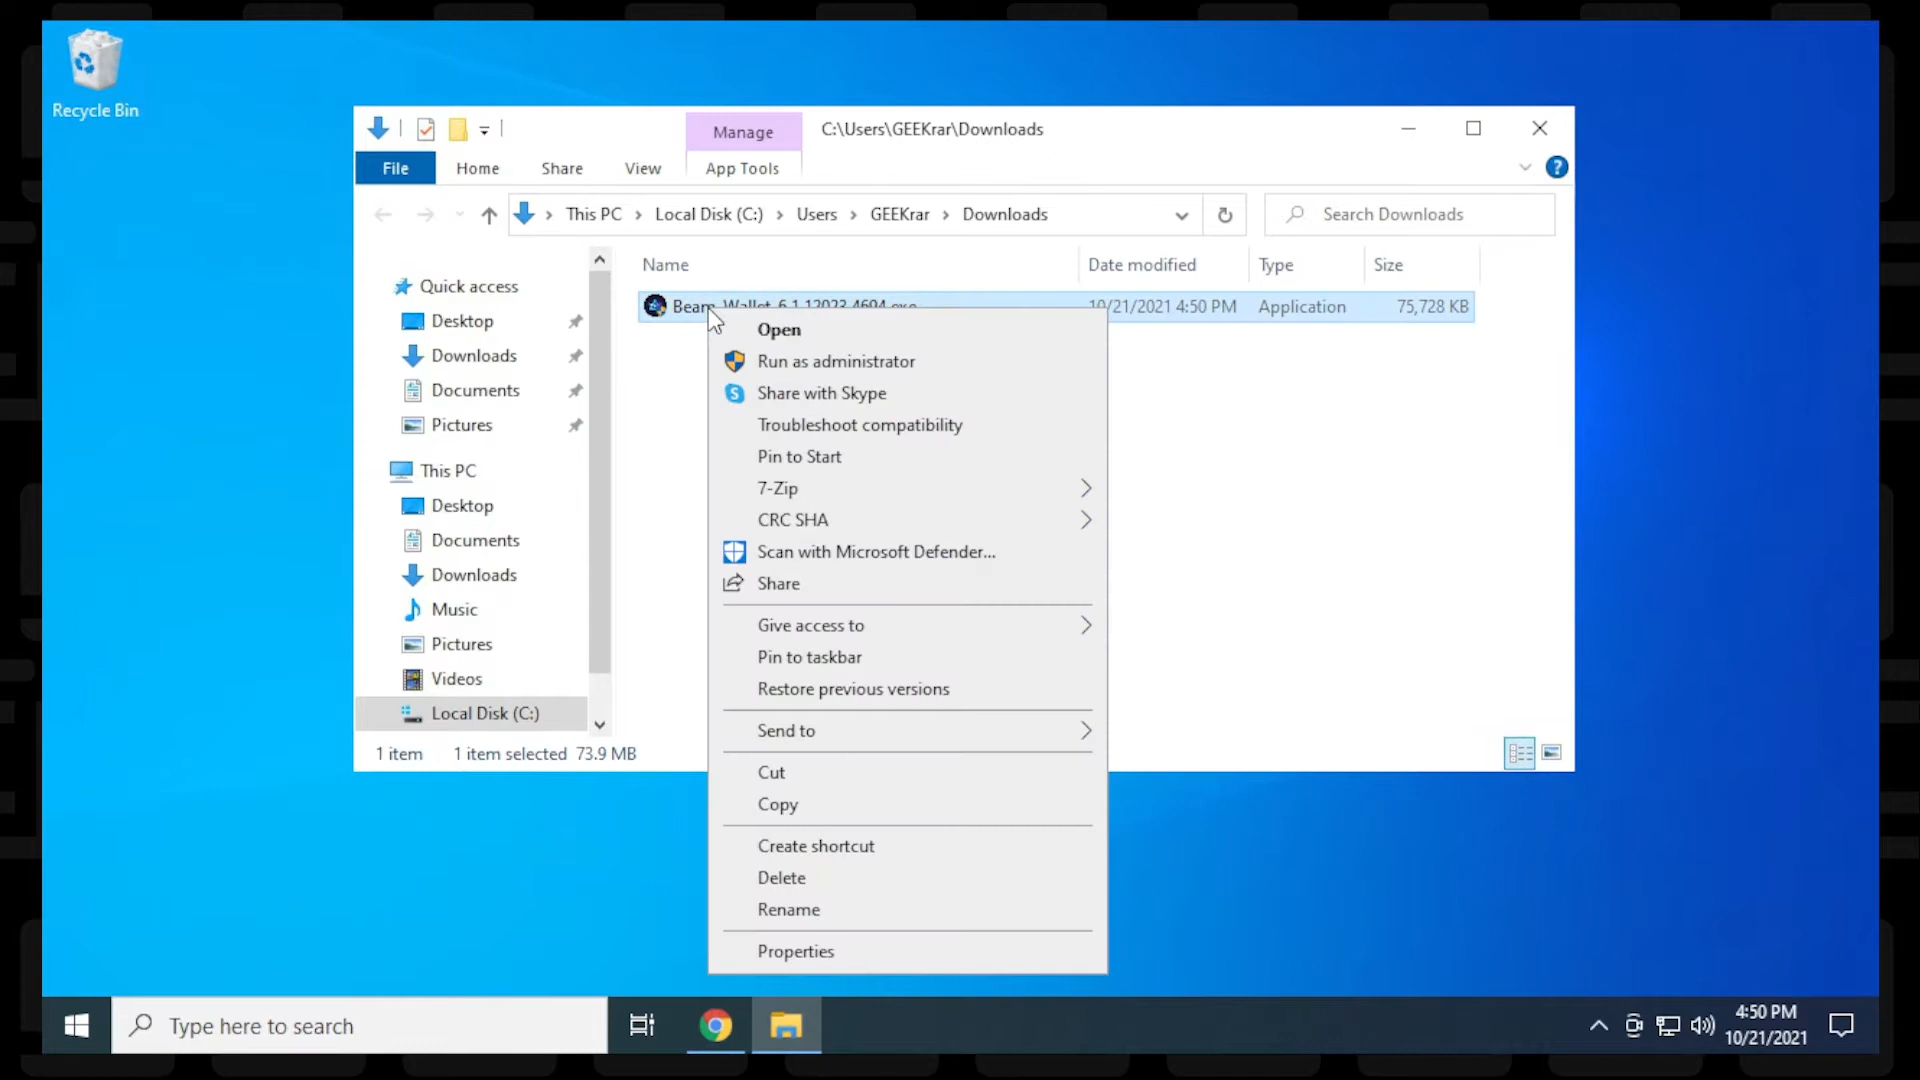 Recycle Bin
Manage
C:\Users\GEEKrar\Downloads
File
Home
Share
View
App Tools
This PC
Local Disk (C:)
Users
GEEKrar
Downloads
Search Downloads
Name
Date modified
Type
Size
10/21/2021 4:50 PM
Application
75,728 KB
Quick access
Desktop
Downloads
Documents
Pictures
This PC
Desktop
Documents
Downloads
Music
Pictures
Videos
Local Disk (C:)
1 item
1 item selected 73.9 MB
Open
Run as administrator
Share with Skype
Troubleshoot compatibility
Pin to Start
7-Zip
CRC SHA
Scan with Microsoft Defender...
Share
Give access to
Pin to taskbar
Restore previous versions
Send to
Cut
Copy
Create shortcut
Delete
Rename
Properties
Type here to search
4:50 PM
10/21/2021